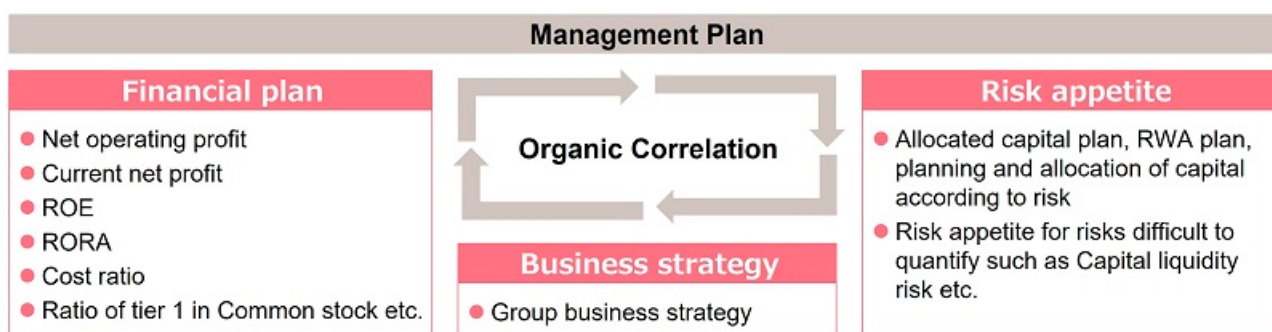 Management Plan
Financial plan
● Net operating profit
● Current net profit
● ROE
● RORA
● Cost ratio
● Ratio of tier 1 in Common stock etc.
Organic Correlation
Business strategy
● Group business strategy
Risk appetite
● Allocated capital plan, RWA plan,
planning and allocation of capital
according to risk
● Risk appetite for risks difficult to
quantify such as Capital liquidity
risk etc.